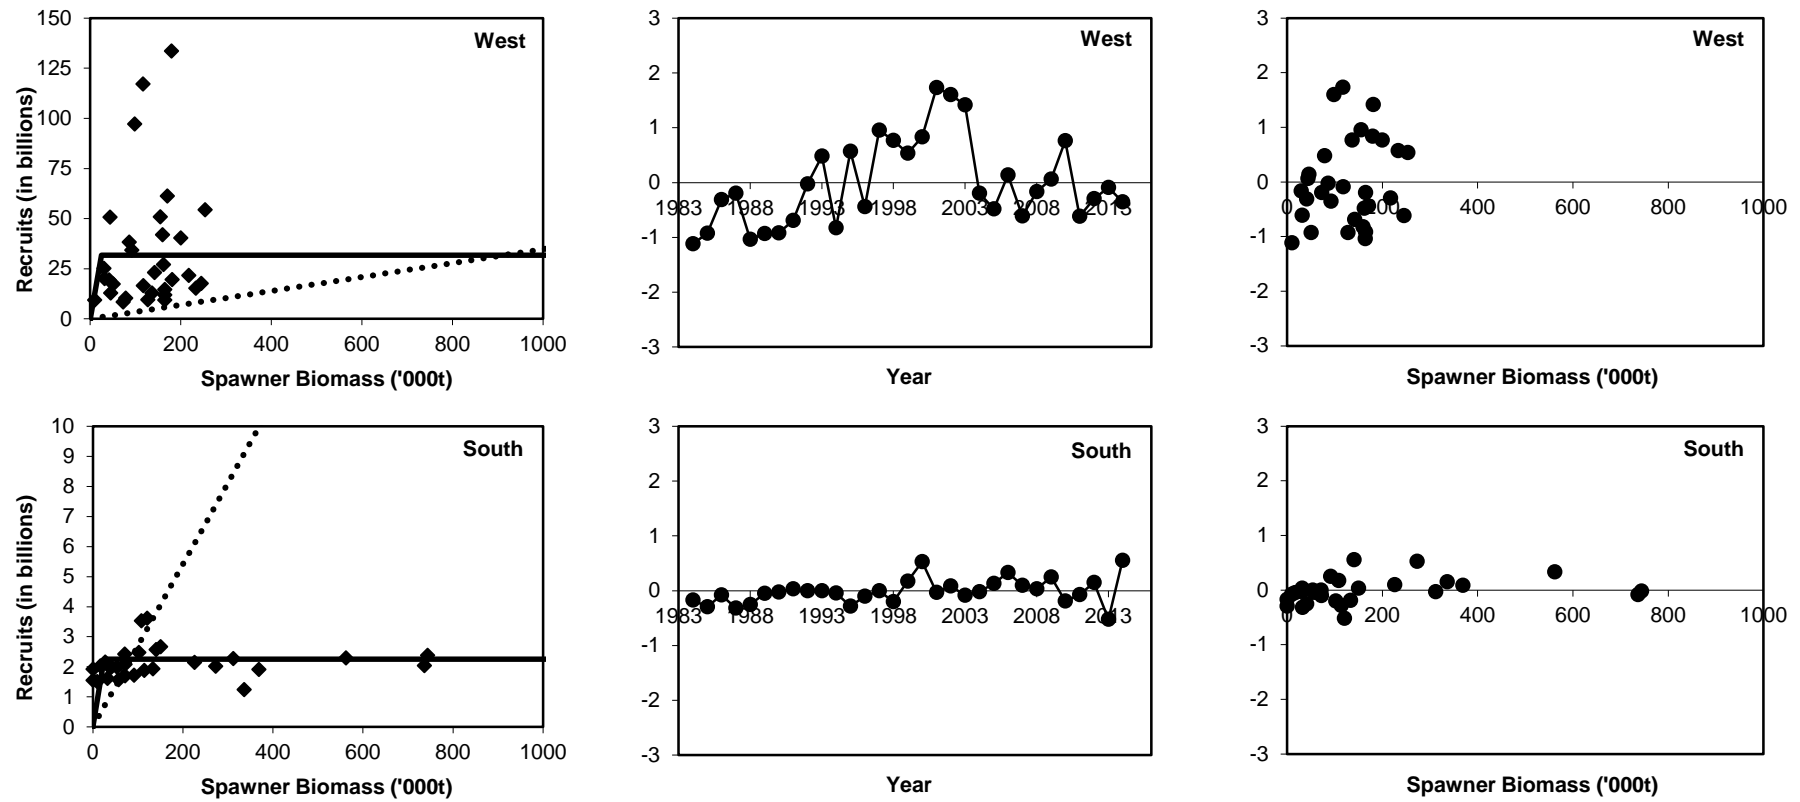 West
Recruits (in billions)
150
125
100
75
50
25
0
0 200 400 600 800 1000
Spawner Biomass ('000t)
West
3
2
1
0
-1
-2
-3
1983 1988 1993 1998 2003 2008 2013
Year
West
3
2
1
0
-1
-2
-3
0 200 400 600 800 1000
Spawner Biomass ('000t)
South
Recruits (in billions)
10
9
8
7
6
5
4
3
2
1
0
0 200 400 600 800 1000
Spawner Biomass ('000t)
South
3
2
1
0
-1
-2
-3
1983 1988 1993 1998 2003 2008 2013
Year
South
3
2
1
0
-1
-2
-3
0 200 400 600 800 1000
Spawner Biomass ('000t)